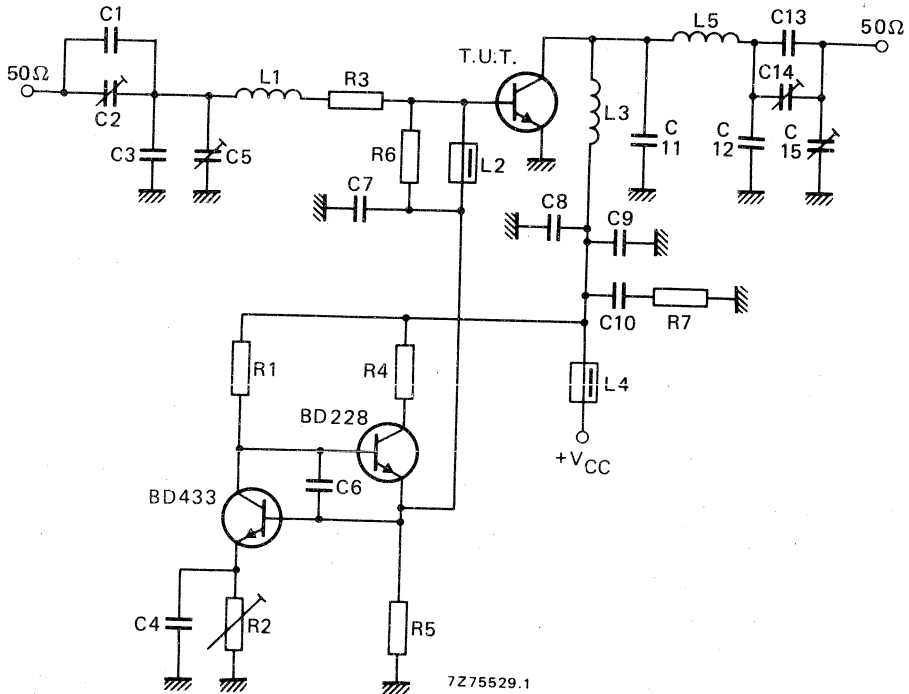 C1
50Ω
C2
L1
R3
T.U.T.
L5
C13
50Ω
C14
C3
C5
R6
L2
L3
C
11
C
12
C
15
C7
C8
C9
C10
R7
R1
R4
L4
BD228
+VCC
C6
BD433
C4
R2
R5
7Z75529.1